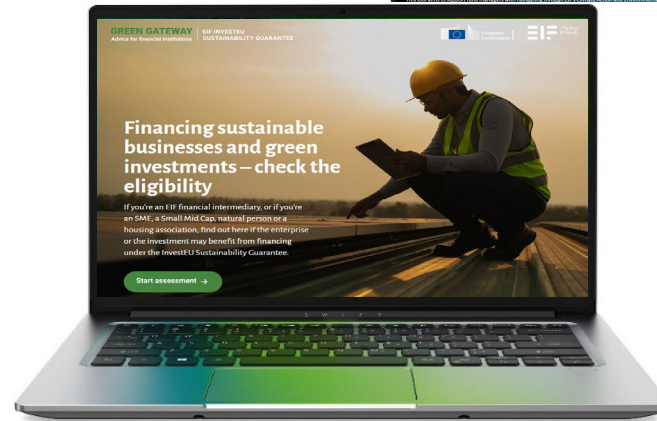 GREEN GATEWAY
Advice for financial institutions
EIF INVESTEU
SUSTAINABILITY GUARANTEE
European
Commission
EIF
Financing sustainable
businesses and green
investments – check the
eligibility
If you're an EIF financial intermediary, or if you're
an SME, a Small Mid Cap, natural person or a
housing association, find out here if the enterprise
or the investment may benefit from financing
under the InvestEU Sustainability Guarantee.
Start assessment →
SWIFT